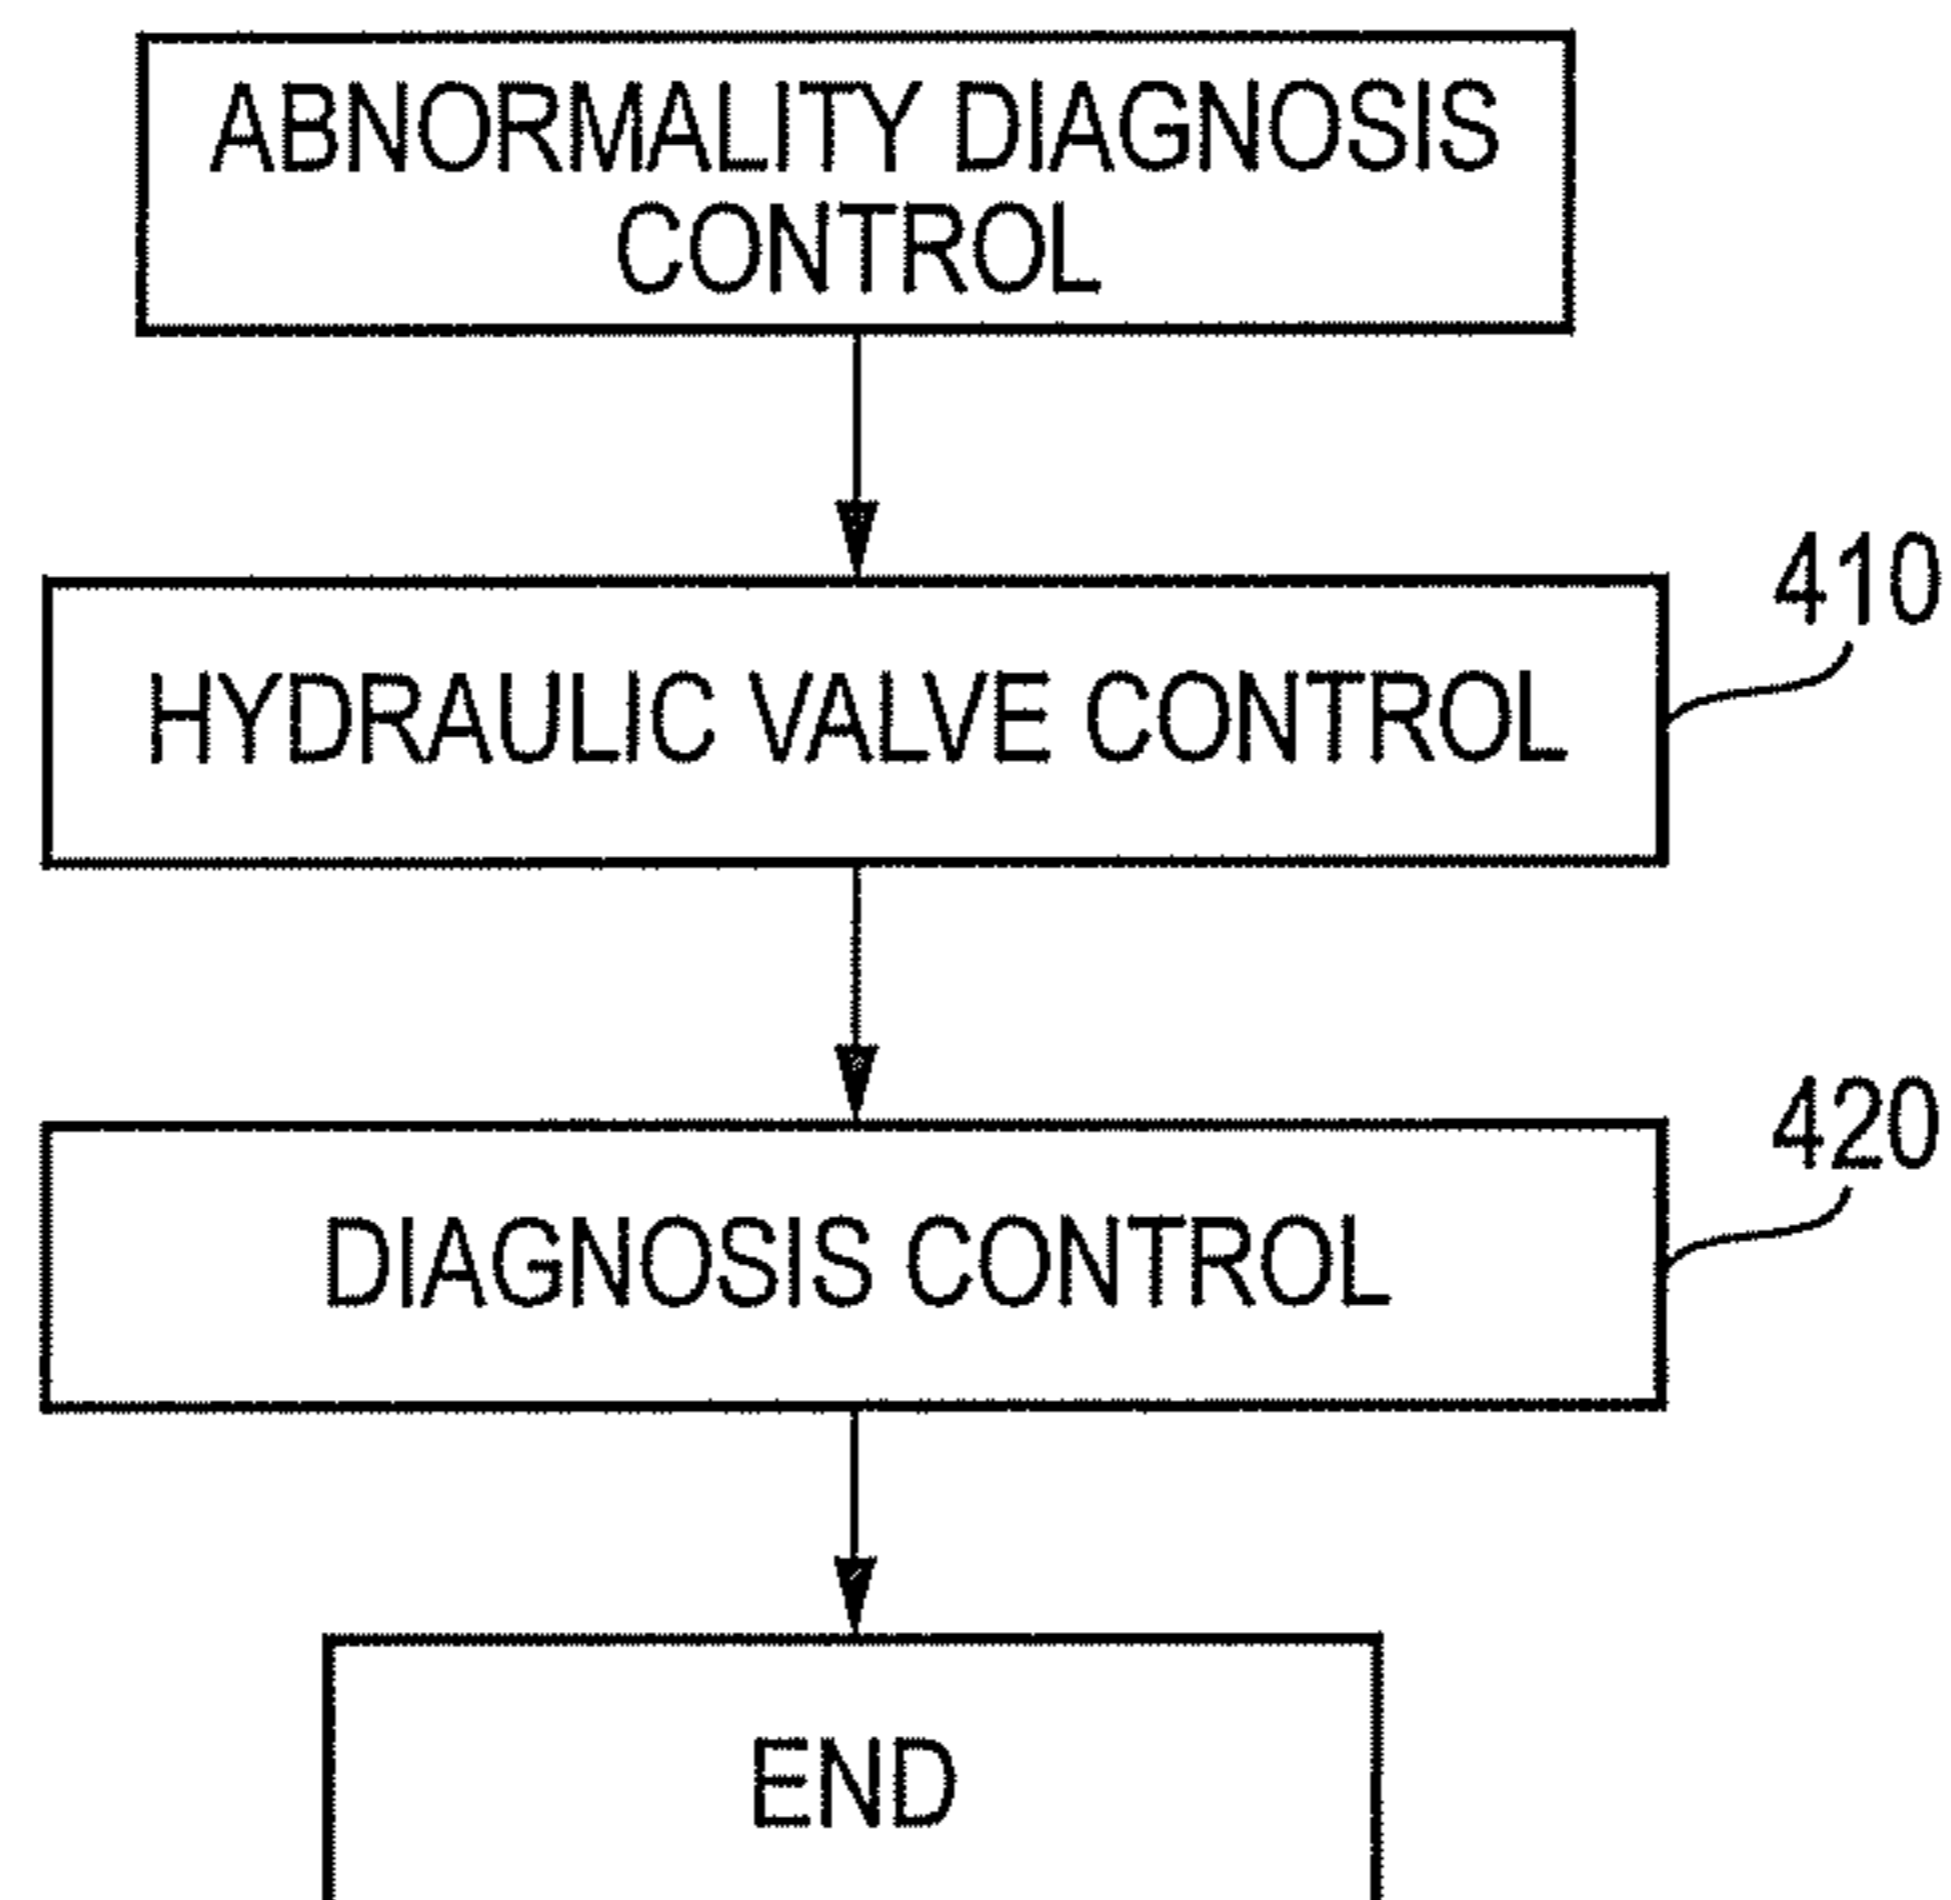 ABNORMALITY DIAGNOSIS
CONTROL
410
HYDRAULIC VALVE CONTROL
420
DIAGNOSIS CONTROL
END